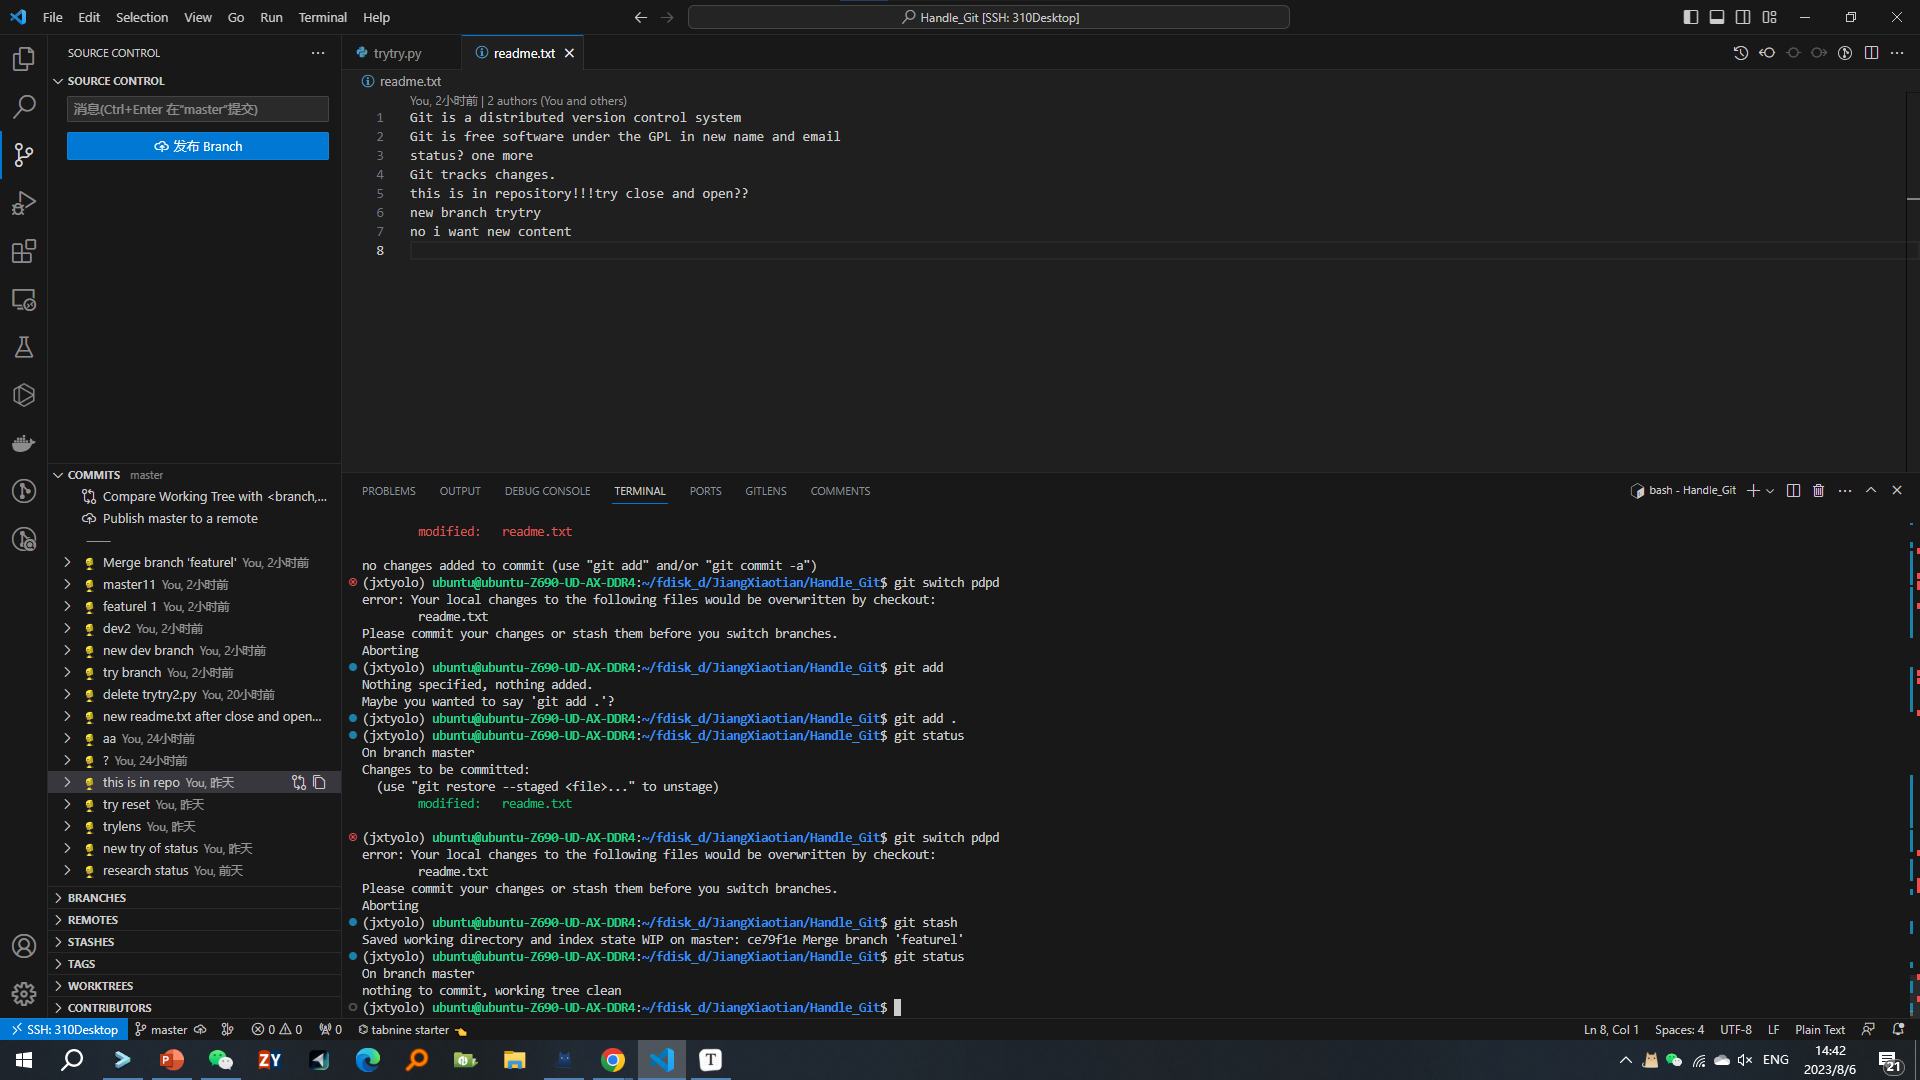 File Edit Selection View Go Run Terminal Help
Handle_Git [SSH: 310Desktop]
SOURCE CONTROL
SOURCE CONTROL
消息(Ctrl+Enter 在"master"提交)
发布 Branch
COMMITS master
Compare Working Tree with <branch,...
Publish master to a remote
Merge branch 'featurel' You, 2小时前
master11 You, 2小时前
featurel 1 You, 2小时前
dev2 You, 2小时前
new dev branch You, 2小时前
try branch You, 2小时前
delete trytry2.py You, 20小时前
new readme.txt after close and open...
aa You, 24小时前
? You, 24小时前
this is in repo You, 昨天
try reset You, 昨天
trylens You, 昨天
new try of status You, 昨天
research status You, 前天
BRANCHES
REMOTES
STASHES
TAGS
WORKTREES
CONTRIBUTORS
trytry.py
readme.txt
readme.txt
You, 2小时前 | 2 authors (You and others)
1 Git is a distributed version control system
2 Git is free software under the GPL in new name and email
3 status? one more
4 Git tracks changes.
5 this is in repository!!!try close and open??
6 new branch trytry
7 no i want new content
8
PROBLEMS OUTPUT DEBUG CONSOLE TERMINAL PORTS GITLENS COMMENTS
bash - Handle_Git
modified: readme.txt
no changes added to commit (use "git add" and/or "git commit -a")
(jxtyolo) ubuntu@ubuntu-Z690-UD-AX-DDR4:~/fdisk_d/JiangXiaotian/Handle_Git$ git switch pdpd
error: Your local changes to the following files would be overwritten by checkout:
readme.txt
Please commit your changes or stash them before you switch branches.
Aborting
(jxtyolo) ubuntu@ubuntu-Z690-UD-AX-DDR4:~/fdisk_d/JiangXiaotian/Handle_Git$ git add
Nothing specified, nothing added.
Maybe you wanted to say 'git add .'?
(jxtyolo) ubuntu@ubuntu-Z690-UD-AX-DDR4:~/fdisk_d/JiangXiaotian/Handle_Git$ git add .
(jxtyolo) ubuntu@ubuntu-Z690-UD-AX-DDR4:~/fdisk_d/JiangXiaotian/Handle_Git$ git status
On branch master
Changes to be committed:
(use "git restore --staged <file>..." to unstage)
modified: readme.txt
(jxtyolo) ubuntu@ubuntu-Z690-UD-AX-DDR4:~/fdisk_d/JiangXiaotian/Handle_Git$ git switch pdpd
error: Your local changes to the following files would be overwritten by checkout:
readme.txt
Please commit your changes or stash them before you switch branches.
Aborting
(jxtyolo) ubuntu@ubuntu-Z690-UD-AX-DDR4:~/fdisk_d/JiangXiaotian/Handle_Git$ git stash
Saved working directory and index state WIP on master: ce79f1e Merge branch 'featurel'
(jxtyolo) ubuntu@ubuntu-Z690-UD-AX-DDR4:~/fdisk_d/JiangXiaotian/Handle_Git$ git status
On branch master
nothing to commit, working tree clean
(jxtyolo) ubuntu@ubuntu-Z690-UD-AX-DDR4:~/fdisk_d/JiangXiaotian/Handle_Git$
SSH: 310Desktop master 0 0 0 tabnine starter
Ln 8, Col 1 Spaces: 4 UTF-8 LF Plain Text
ZY T
ENG
14:42
2023/8/6
21